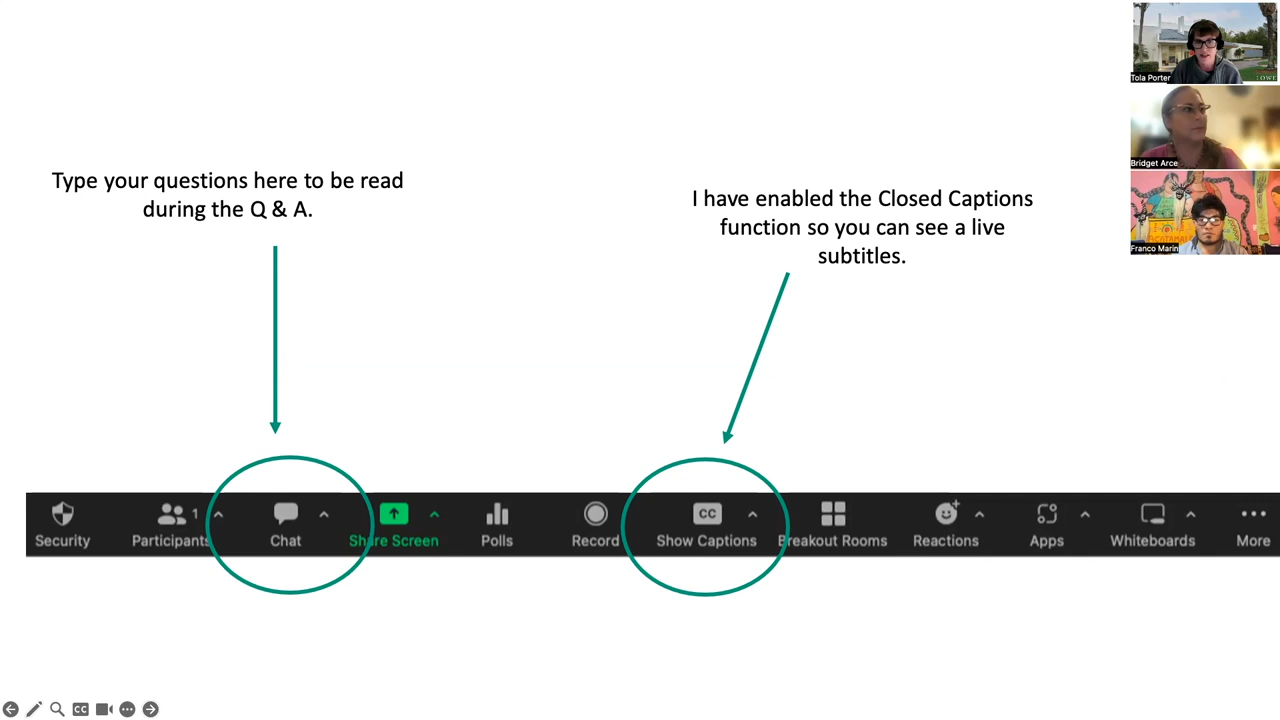 Type your questions here to be read
during the Q & A.
I have enabled the Closed Captions
function so you can see a live
subtitles.
Tola Porter
Bridget Arce
Franco Marin
Security
Participants
1
Chat
Share Screen
Polls
Record
CC
Show Captions
Breakout Rooms
Reactions
Apps
Whiteboards
More
CC